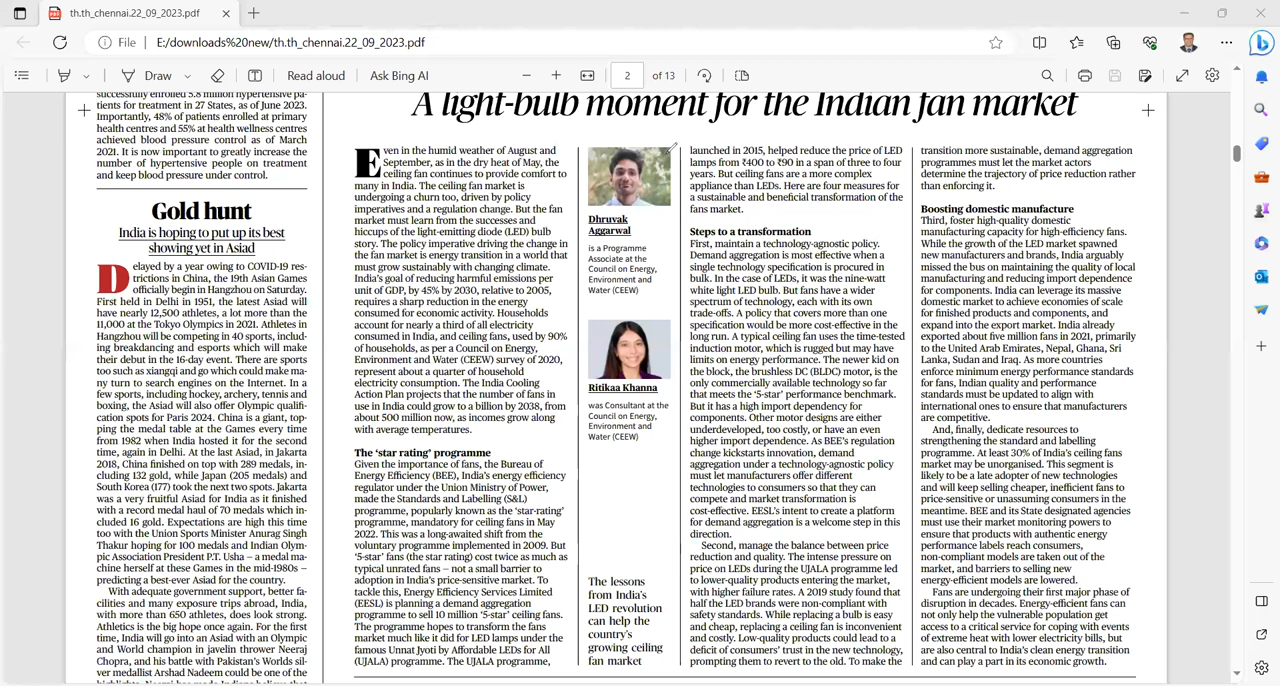 th.th_chennai.22_09_2023.pdf
File
E:/downloads%20new/th.th_chennai.22_09_2023.pdf
Draw
Read aloud
Ask Bing AI
2
of 13
successfully enrolled 5.8 million hypertensive pa-
tients for treatment in 27 States, as of June 2023.
Importantly, 48% of patients enrolled at primary
health centres and 55% at health wellness centres
achieved blood pressure control as of March
2021. It is now important to greatly increase the
number of hypertensive people on treatment
and keep blood pressure under control.
Gold hunt
India is hoping to put up its best
showing yet in Asiad
Delayed by a year owing to COVID-19 res-
trictions in China, the 19th Asian Games
officially begin in Hangzhou on Saturday.
First held in Delhi in 1951, the latest Asiad will
have nearly 12,500 athletes, a lot more than the
11,000 at the Tokyo Olympics in 2021. Athletes in
Hangzhou will be competing in 40 sports, includ-
ing breakdancing and esports which will make
their debut in the 16-day event. There are sports
too such as xiangqi and go which could make ma-
ny turn to search engines on the Internet. In a
few sports, including hockey, archery, tennis and
boxing, the Asiad will also offer Olympic qualifi-
cation spots for Paris 2024. China is a giant, top-
ping the medal table at the Games every time
from 1982 when India hosted it for the second
time, again in Delhi. At the last Asiad, in Jakarta
2018, China finished on top with 289 medals, in-
cluding 132 gold, while Japan (205 medals) and
South Korea (177) took the next two spots. Jakarta
was a very fruitful Asiad for India as it finished
with a record medal haul of 70 medals which in-
cluded 16 gold. Expectations are high this time
too with the Union Sports Minister Anurag Singh
Thakur hoping for 100 medals and Indian Olym-
pic Association President P.T. Usha – a medal ma-
chine herself at these Games in the mid-1980s –
predicting a best-ever Asiad for the country.
With adequate government support, better fa-
cilities and many exposure trips abroad, India,
with more than 650 athletes, does look strong.
Athletics is the big hope once again. For the first
time, India will go into an Asiad with an Olympic
and World champion in javelin thrower Neeraj
Chopra, and his battle with Pakistan's Worlds sil-
ver medallist Arshad Nadeem could be one of the
A light-bulb moment for the Indian fan market
Even in the humid weather of August and
September, as in the dry heat of May, the
ceiling fan continues to provide comfort to
many in India. The ceiling fan market is
undergoing a churn too, driven by policy
imperatives and a regulation change. But the fan
market must learn from the successes and
hiccups of the light-emitting diode (LED) bulb
story. The policy imperative driving the change in
the fan market is energy transition in a world that
must grow sustainably with changing climate.
India's goal of reducing harmful emissions per
unit of GDP, by 45% by 2030, relative to 2005,
requires a sharp reduction in the energy
consumed for economic activity. Households
account for nearly a third of all electricity
consumed in India, and ceiling fans, used by 90%
of households, as per a Council on Energy,
Environment and Water (CEEW) survey of 2020,
represent about a quarter of household
electricity consumption. The India Cooling
Action Plan projects that the number of fans in
use in India could grow to a billion by 2038, from
about 500 million now, as incomes grow along
with average temperatures.
The ‘star rating’ programme
Given the importance of fans, the Bureau of
Energy Efficiency (BEE), India's energy efficiency
regulator under the Union Ministry of Power,
made the Standards and Labelling (S&L)
programme, popularly known as the ‘star-rating’
programme, mandatory for ceiling fans in May
2022. This was a long-awaited shift from the
voluntary programme implemented in 2009. But
‘5-star’ fans (the star rating) cost twice as much as
typical unrated fans – not a small barrier to
adoption in India's price-sensitive market. To
tackle this, Energy Efficiency Services Limited
(EESL) is planning a demand aggregation
programme to sell 10 million ‘5-star’ ceiling fans.
The programme hopes to transform the fans
market much like it did for LED lamps under the
famous Unnat Jyoti by Affordable LEDs for All
(UJALA) programme. The UJALA programme,
Dhruvak
Aggarwal
is a Programme
Associate at the
Council on Energy,
Environment and
Water (CEEW)
Ritikaa Khanna
was Consultant at the
Council on Energy,
Environment and
Water (CEEW)
The lessons
from India's
LED revolution
can help the
country's
growing ceiling
fan market
launched in 2015, helped reduce the price of LED
lamps from ₹400 to ₹90 in a span of three to four
years. But ceiling fans are a more complex
appliance than LEDs. Here are four measures for
a sustainable and beneficial transformation of the
fans market.
Steps to a transformation
First, maintain a technology-agnostic policy.
Demand aggregation is most effective when a
single technology specification is procured in
bulk. In the case of LEDs, it was the nine-watt
white light LED bulb. But fans have a wider
spectrum of technology, each with its own
trade-offs. A policy that covers more than one
specification would be more cost-effective in the
long run. A typical ceiling fan uses the time-tested
induction motor, which is rugged but may have
limits on energy performance. The newer kid on
the block, the brushless DC (BLDC) motor, is the
only commercially available technology so far
that meets the ‘5-star’ performance benchmark.
But it has a high import dependency for
components. Other motor designs are either
underdeveloped, too costly, or have an even
higher import dependence. As BEE's regulation
change kickstarts innovation, demand
aggregation under a technology-agnostic policy
must let manufacturers offer different
technologies to consumers so that they can
compete and market transformation is
cost-effective. EESL's intent to create a platform
for demand aggregation is a welcome step in this
direction.
Second, manage the balance between price
reduction and quality. The intense pressure on
price on LEDs during the UJALA programme led
to lower-quality products entering the market,
with higher failure rates. A 2019 study found that
half the LED brands were non-compliant with
safety standards. While replacing a bulb is easy
and cheap, replacing a ceiling fan is inconvenient
and costly. Low-quality products could lead to a
deficit of consumers' trust in the new technology,
prompting them to revert to the old. To make the
transition more sustainable, demand aggregation
programmes must let the market actors
determine the trajectory of price reduction rather
than enforcing it.
Boosting domestic manufacture
Third, foster high-quality domestic
manufacturing capacity for high-efficiency fans.
While the growth of the LED market spawned
new manufacturers and brands, India arguably
missed the bus on maintaining the quality of local
manufacturing and reducing import dependence
for components. India can leverage its massive
domestic market to achieve economies of scale
for finished products and components, and
expand into the export market. India already
exported about five million fans in 2021, primarily
to the United Arab Emirates, Nepal, Ghana, Sri
Lanka, Sudan and Iraq. As more countries
enforce minimum energy performance standards
for fans, Indian quality and performance
standards must be updated to align with
international ones to ensure that manufacturers
are competitive.
And, finally, dedicate resources to
strengthening the standard and labelling
programme. At least 30% of India's ceiling fans
market may be unorganised. This segment is
likely to be a late adopter of new technologies
and will keep selling cheaper, inefficient fans to
price-sensitive or unassuming consumers in the
meantime. BEE and its State designated agencies
must use their market monitoring powers to
ensure that products with authentic energy
performance labels reach consumers,
non-compliant models are taken out of the
market, and barriers to selling new
energy-efficient models are lowered.
Fans are undergoing their first major phase of
disruption in decades. Energy-efficient fans can
not only help the vulnerable population get
access to a critical service for coping with events
of extreme heat with lower electricity bills, but
are also central to India's clean energy transition
and can play a part in its economic growth.